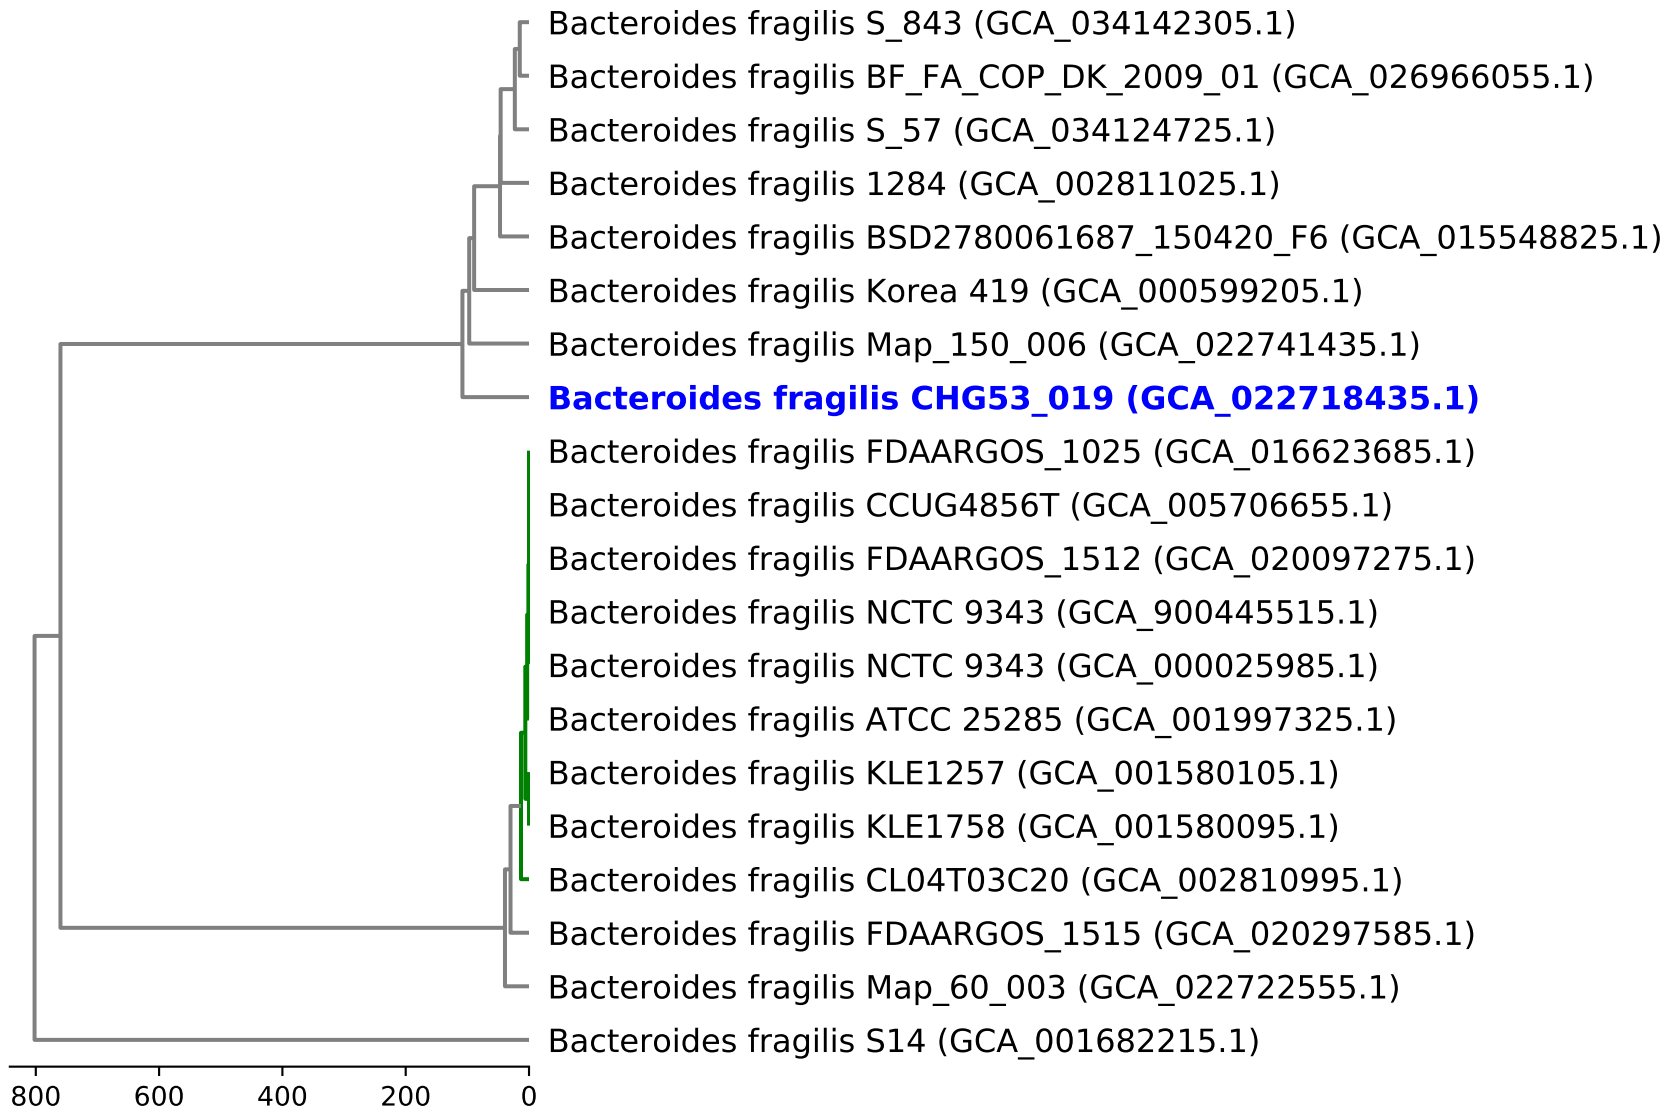 Bacteroides fragilis S_843 (GCA_034142305.1)
Bacteroides fragilis BF_FA_COP_DK_2009_01 (GCA_026966055.1)
Bacteroides fragilis S_57 (GCA_034124725.1)
Bacteroides fragilis 1284 (GCA_002811025.1)
Bacteroides fragilis BSD2780061687_150420_F6 (GCA_015548825.1)
Bacteroides fragilis Korea 419 (GCA_000599205.1)
Bacteroides fragilis Map_150_006 (GCA_022741435.1)
Bacteroides fragilis CHG53_019 (GCA_022718435.1)
Bacteroides fragilis FDAARGOS_1025 (GCA_016623685.1)
Bacteroides fragilis CCUG4856T (GCA_005706655.1)
Bacteroides fragilis FDAARGOS_1512 (GCA_020097275.1)
Bacteroides fragilis NCTC 9343 (GCA_900445515.1)
Bacteroides fragilis NCTC 9343 (GCA_000025985.1)
Bacteroides fragilis ATCC 25285 (GCA_001997325.1)
Bacteroides fragilis KLE1257 (GCA_001580105.1)
Bacteroides fragilis KLE1758 (GCA_001580095.1)
Bacteroides fragilis CL04T03C20 (GCA_002810995.1)
Bacteroides fragilis FDAARGOS_1515 (GCA_020297585.1)
Bacteroides fragilis Map_60_003 (GCA_022722555.1)
Bacteroides fragilis S14 (GCA_001682215.1)
800 600 400 200 0